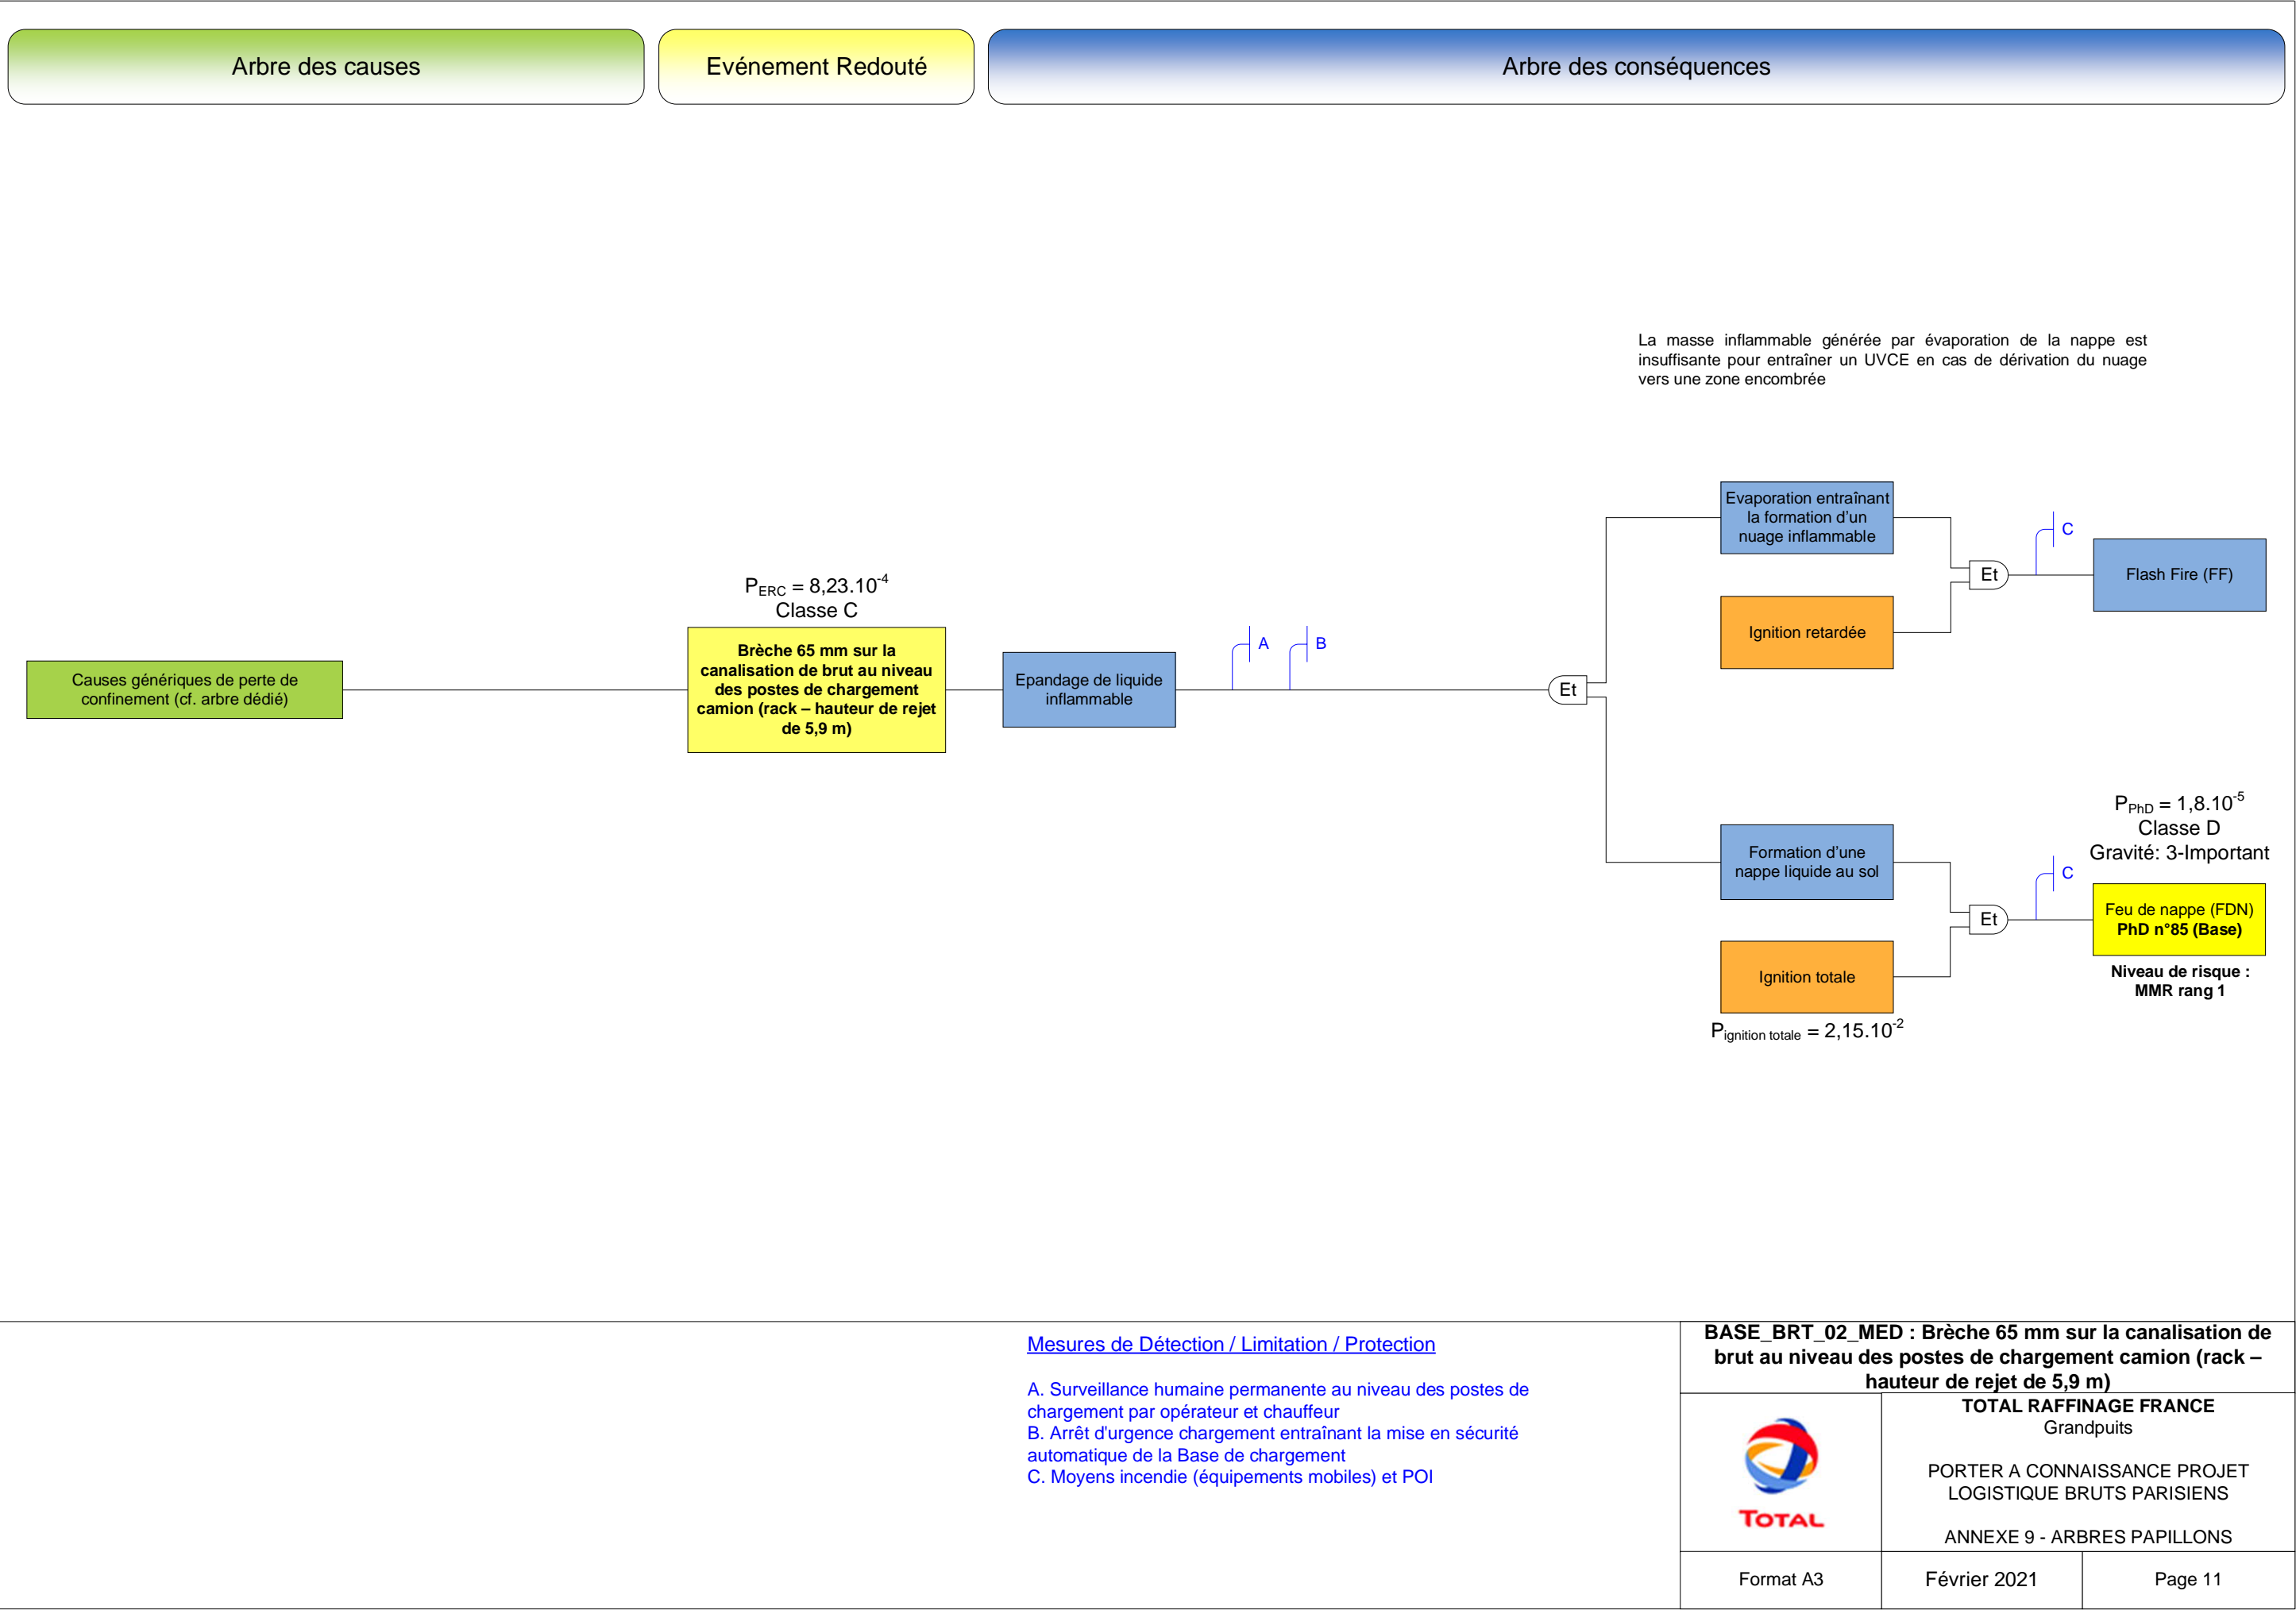 Arbre des causes
Evénement Redouté
Arbre des conséquences
La masse inflammable générée par évaporation de la nappe est
insuffisante pour entraîner un UVCE en cas de dérivation du nuage
vers une zone encombrée
Causes génériques de perte de
confinement (cf. arbre dédié)
P_ERC = 8,23.10^-4
Classe C
Brèche 65 mm sur la
canalisation de brut au niveau
des postes de chargement
camion (rack – hauteur de rejet
de 5,9 m)
Epandage de liquide
inflammable
A
B
Et
Evaporation entraînant
la formation d'un
nuage inflammable
Ignition retardée
Et
C
Flash Fire (FF)
Formation d'une
nappe liquide au sol
Ignition totale
P_ignition totale = 2,15.10^-2
Et
C
P_PhD = 1,8.10^-5
Classe D
Gravité: 3-Important
Feu de nappe (FDN)
PhD n°85 (Base)
Niveau de risque :
MMR rang 1
Mesures de Détection / Limitation / Protection
A. Surveillance humaine permanente au niveau des postes de
chargement par opérateur et chauffeur
B. Arrêt d'urgence chargement entraînant la mise en sécurité
automatique de la Base de chargement
C. Moyens incendie (équipements mobiles) et POI
BASE_BRT_02_MED : Brèche 65 mm sur la canalisation de
brut au niveau des postes de chargement camion (rack –
hauteur de rejet de 5,9 m)
TOTAL
TOTAL RAFFINAGE FRANCE
Grandpuits
PORTER A CONNAISSANCE PROJET
LOGISTIQUE BRUTS PARISIENS
ANNEXE 9 - ARBRES PAPILLONS
Format A3
Février 2021
Page 11